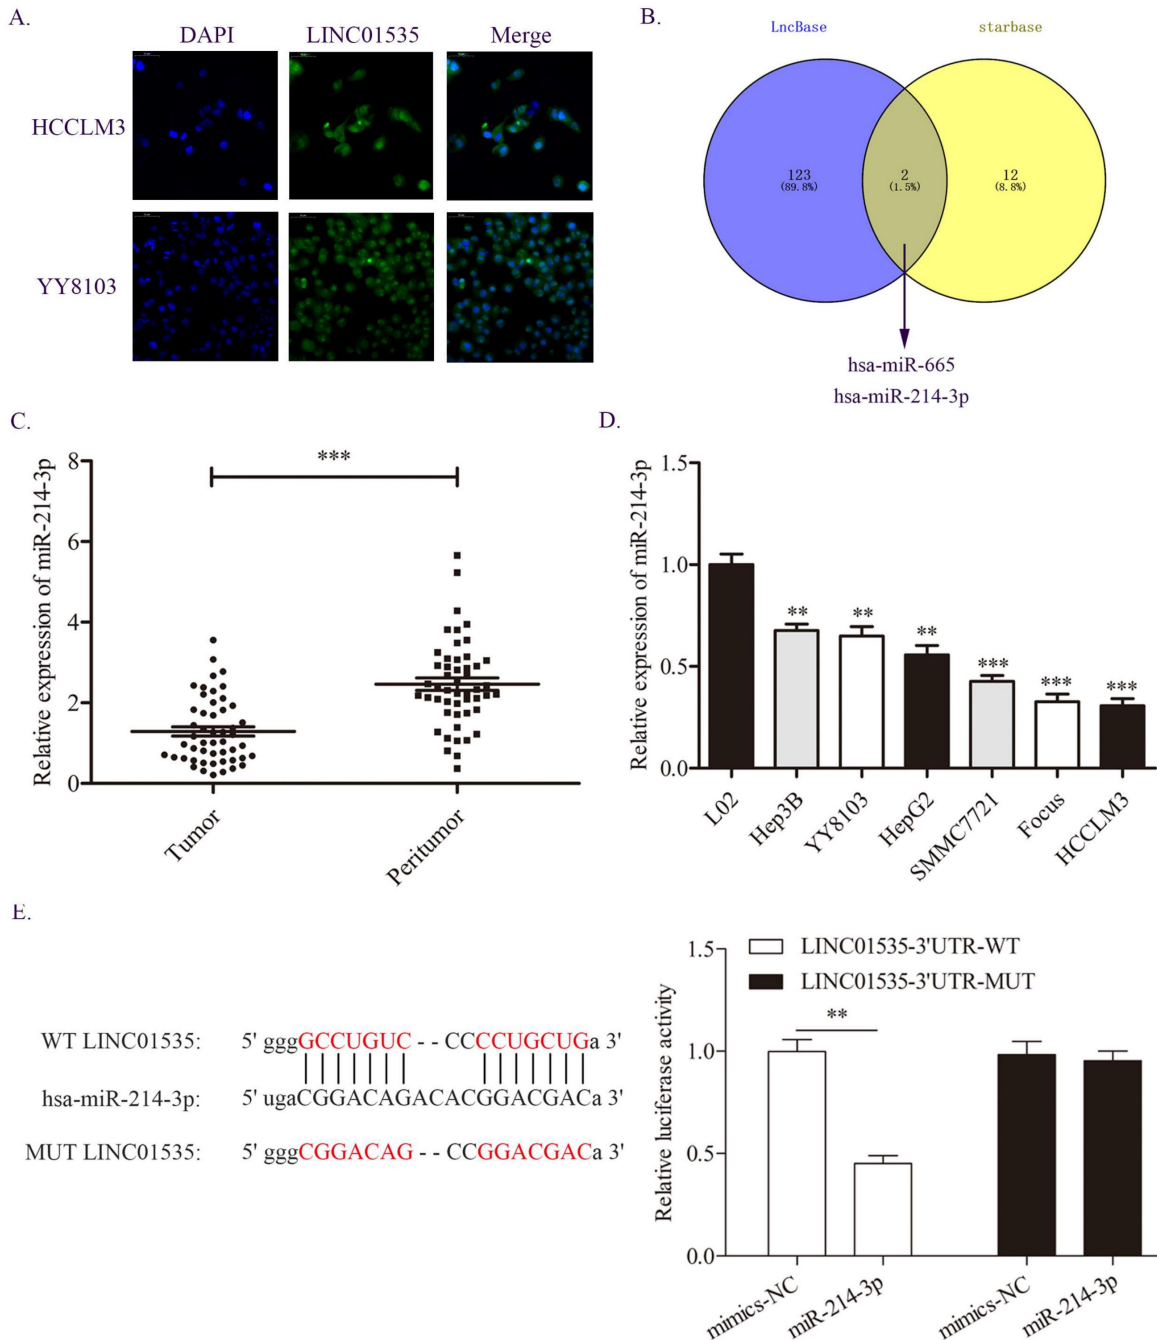 A.
DAPI LINC01535 Merge
HCCLM3
YY8103
B.
LncBase starbase
123 2 12
(89.8%) (1.5%) (8.8%)
hsa-miR-665
hsa-miR-214-3p
C.
Relative expression of miR-214-3p
8
6
4
2
0
***
Tumor Peritumor
D.
Relative expression of miR-214-3p
1.5
1.0
0.5
0.0
** ** ** *** *** ***
L02 Hep3B YY8103 HepG2 SMMC7721 Focus HCCLM3
E.
WT LINC01535: 5' gggGCCUGUC - - CCCCUGCUGa 3'
hsa-miR-214-3p: 5' ugaCGGACAGACACGGACGACa 3'
MUT LINC01535: 5' gggCGGACAG - - CCGGACGACa 3'
LINC01535-3'UTR-WT
LINC01535-3'UTR-MUT
Relative luciferase activity
1.5
1.0
0.5
0.0
**
mimics-NC miR-214-3p mimics-NC miR-214-3p